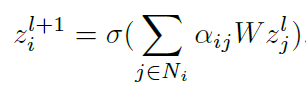 z_i^{l+1} = σ(∑_{j∈N_i} α_{ij} W z_j^l).